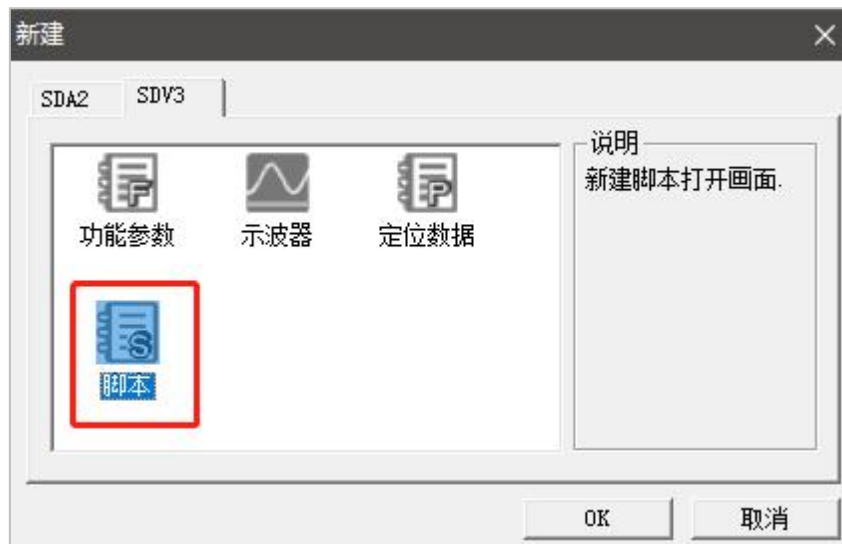 新建
SDA2 SDV3
功能参数 示波器 定位数据
脚本
说明
新建脚本打开画面.
OK 取消